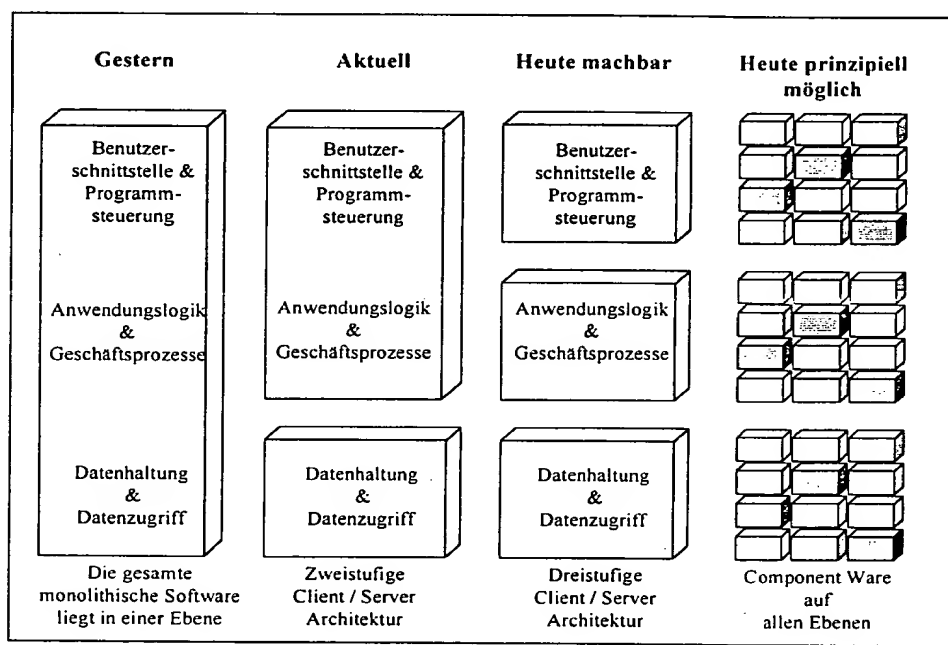 Gestern
Aktuell
Heute machbar
Heute prinzipiell
möglich
Benutzer-
schnittstelle &
Programm-
steuerung
Anwendungslogik
&
Geschäftsprozesse
Datenhaltung
&
Datenzugriff
Die gesamte
monolithische Software
liegt in einer Ebene
Benutzer-
schnittstelle &
Programm-
steuerung
Anwendungslogik
&
Geschäftsprozesse
Datenhaltung
&
Datenzugriff
Zweistufige
Client / Server
Architektur
Benutzer-
schnittstelle &
Programm-
steuerung
Anwendungslogik
&
Geschäftsprozesse
Datenhaltung
&
Datenzugriff
Dreistufige
Client / Server
Architektur
Component Ware
auf
allen Ebenen